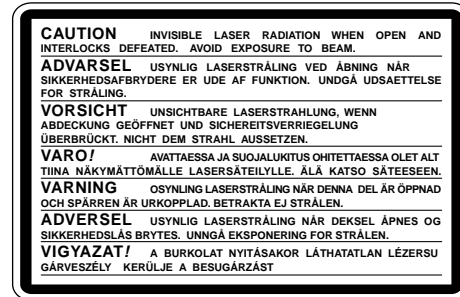 CAUTION INVISIBLE LASER RADIATION WHEN OPEN AND
INTERLOCKS DEFEATED. AVOID EXPOSURE TO BEAM.
ADVARSEL USYNLIG LASERSTRÅLING VED ÅBNING NÅR
SIKKERHEDSAFBRYDERE ER UDE AF FUNKTION. UNDGÅ UDSAETTELSE
FOR STRÅLING.
VORSICHT UNSICHTBARE LASERSTRAHLUNG, WENN
ABDECKUNG GEÖFFNET UND SICHEREITSVERRIEGELUNG
ÜBERBRÜCKT. NICHT DEM STRAHL AUSSETZEN.
VARO! AVATTAESSA JA SUOJALUKITUS OHITETTAESSA OLET ALT
TIINA NÄKYMÄTTÖMÄLLE LASERSÄTEILYLLE. ÄLÄ KATSO SÄTEESEEN.
VARNING OSYNLING LASERSTRÅLING NÄR DENNA DEL ÄR ÖPPNAD
OCH SPÄRREN ÄR URKOPPLAD. BETRAKTA EJ STRÅLEN.
ADVERSEL USYNLIG LASERSTRÅLING NÅR DEKSEL ÅPNES OG
SIKKERHEDSLÅS BRYTES. UNNGÅ EKSPONERING FOR STRÅLEN.
VIGYAZAT! A BURKOLAT NYITÁSAKOR LÁTHATATLAN LÉZERSU
GÁRVESZÉLY KERÜLJE A BESUGÁRZÁST